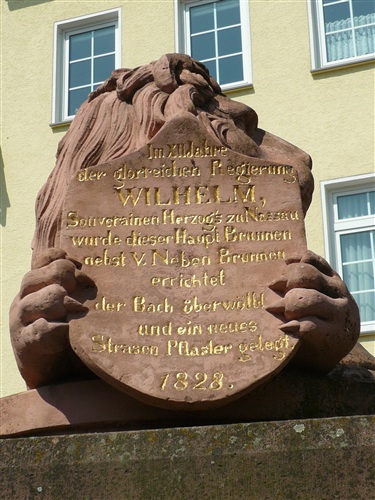 Im XII Jahre
der glorreichen Regierung
WILHELM,
Souverainen Herzogs zu Nassau
wurde dieser Haupt Brunnen
nebst V. Neben Brunnen
errichtet
der Bach überwölbt
und ein neues
Strasen Pflaster gelegt
1828.